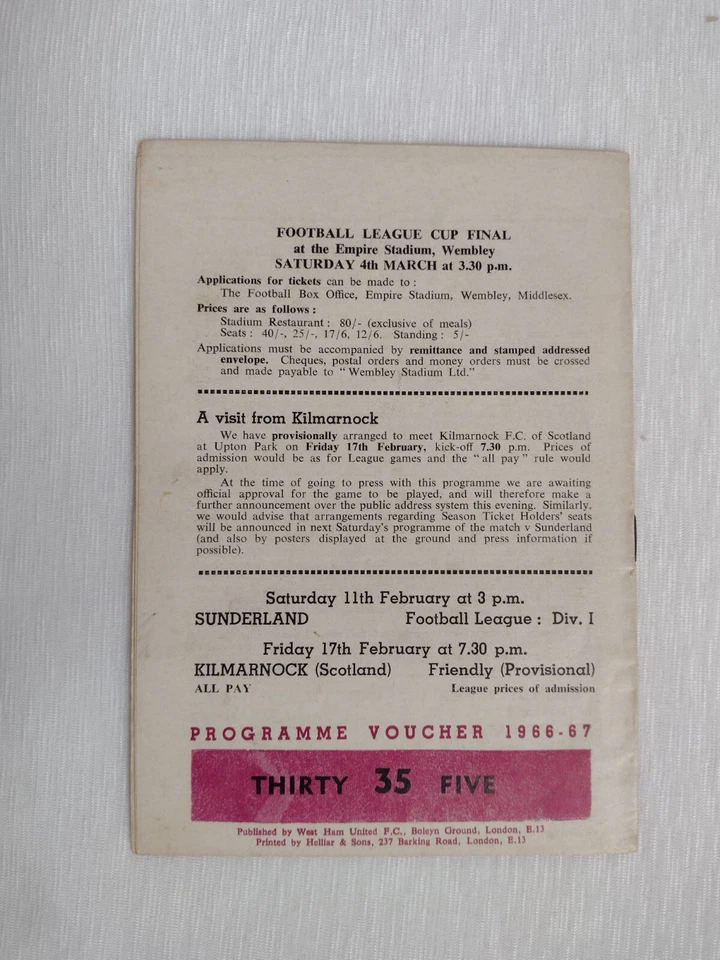 FOOTBALL LEAGUE CUP FINAL
at the Empire Stadium, Wembley
SATURDAY 4th MARCH at 3.30 p.m.
Applications for tickets can be made to :
The Football Box Office, Empire Stadium, Wembley, Middlesex.
Prices are as follows :
Stadium Restaurant : 80/- (exclusive of meals)
Seats : 40/-, 25/-, 17/6, 12/6. Standing : 5/-
Applications must be accompanied by remittance and stamped addressed
envelope. Cheques, postal orders and money orders must be crossed
and made payable to "Wembley Stadium Ltd."
A visit from Kilmarnock
We have provisionally arranged to meet Kilmarnock F.C. of Scotland
at Upton Park on Friday 17th February, kick-off 7.30 p.m. Prices of
admission would be as for League games and the "all pay" rule would
apply.
At the time of going to press with this programme we are awaiting
official approval for the game to be played, and will therefore make a
further announcement over the public address system this evening. Similarly,
we would advise that arrangements regarding Season Ticket Holders' seats
will be announced in next Saturday's programme of the match v Sunderland
(and also by posters displayed at the ground and press information if
possible).
Saturday 11th February at 3 p.m.
SUNDERLAND Football League : Div. I
Friday 17th February at 7.30 p.m.
KILMARNOCK (Scotland) Friendly (Provisional)
ALL PAY League prices of admission
PROGRAMME VOUCHER 1966-67
THIRTY 35 FIVE
Published by West Ham United F.C., Boleyn Ground, London, E.13
Printed by Helliar & Sons, 237 Barking Road, London, E.13